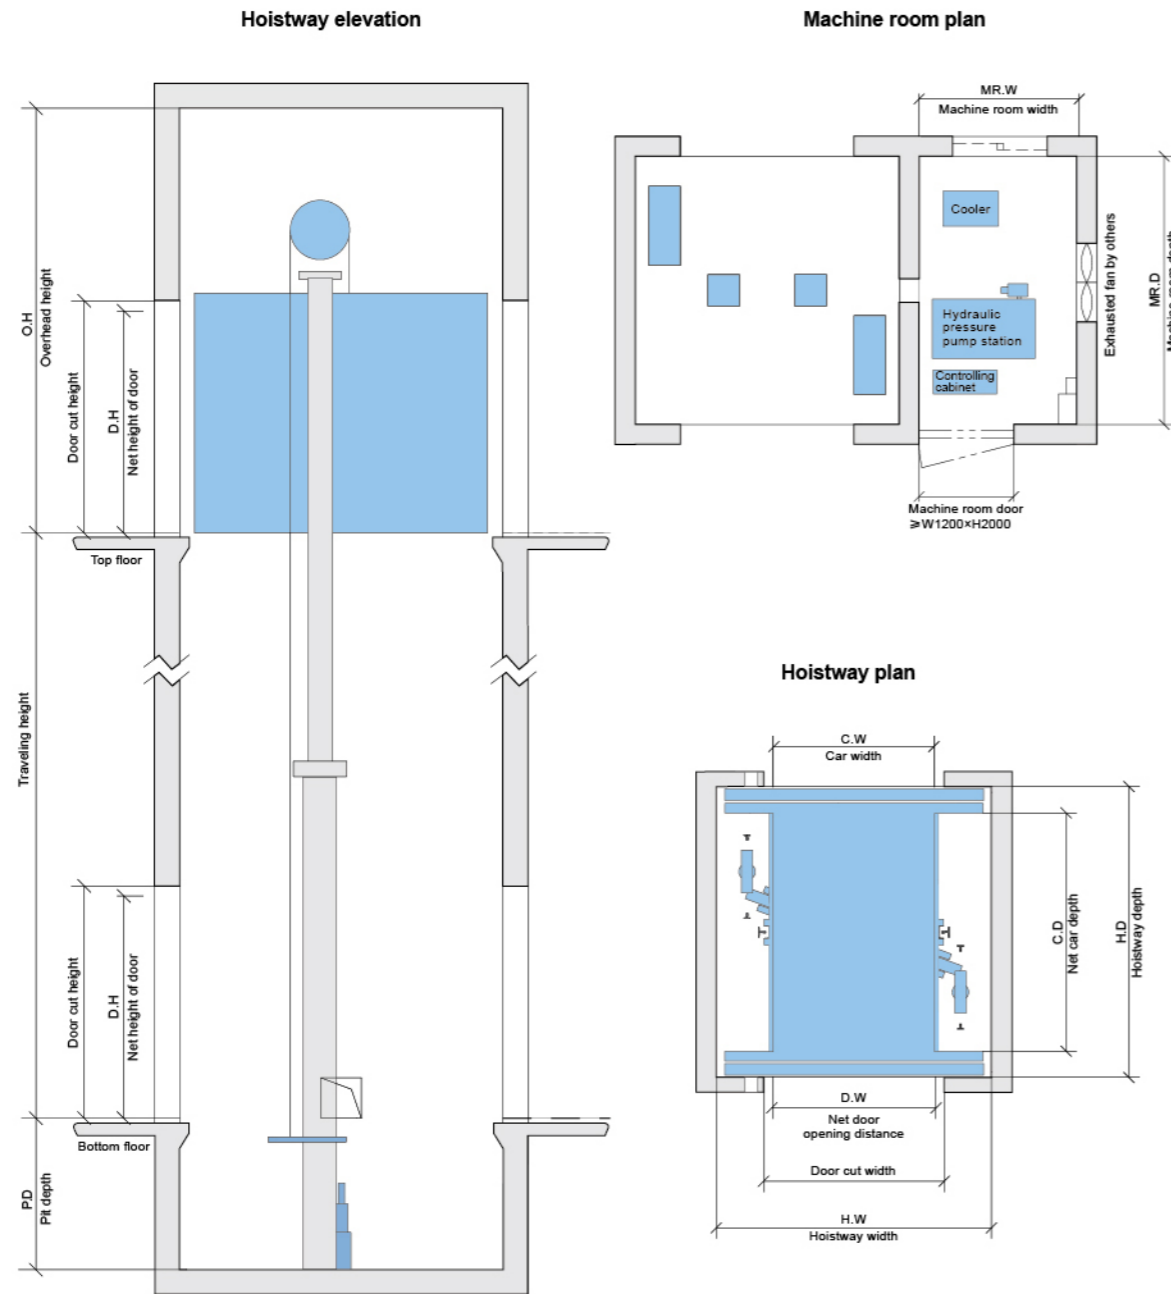 Hoistway elevation
Machine room plan
O.H
Overhead height
Door cut height
D.H
Net height of door
Top floor
Traveling height
Door cut height
D.H
Net height of door
Bottom floor
P.D
Pit depth
MR.W
Machine room width
Cooler
Hydraulic
pressure
pump station
Controlling
cabinet
Exhausted fan by others
MR.D
Machine room depth
Machine room door
≥W1200×H2000
Hoistway plan
C.W
Car width
C.D
Net car depth
H.D
Hoistway depth
D.W
Net door
opening distance
Door cut width
H.W
Hoistway width